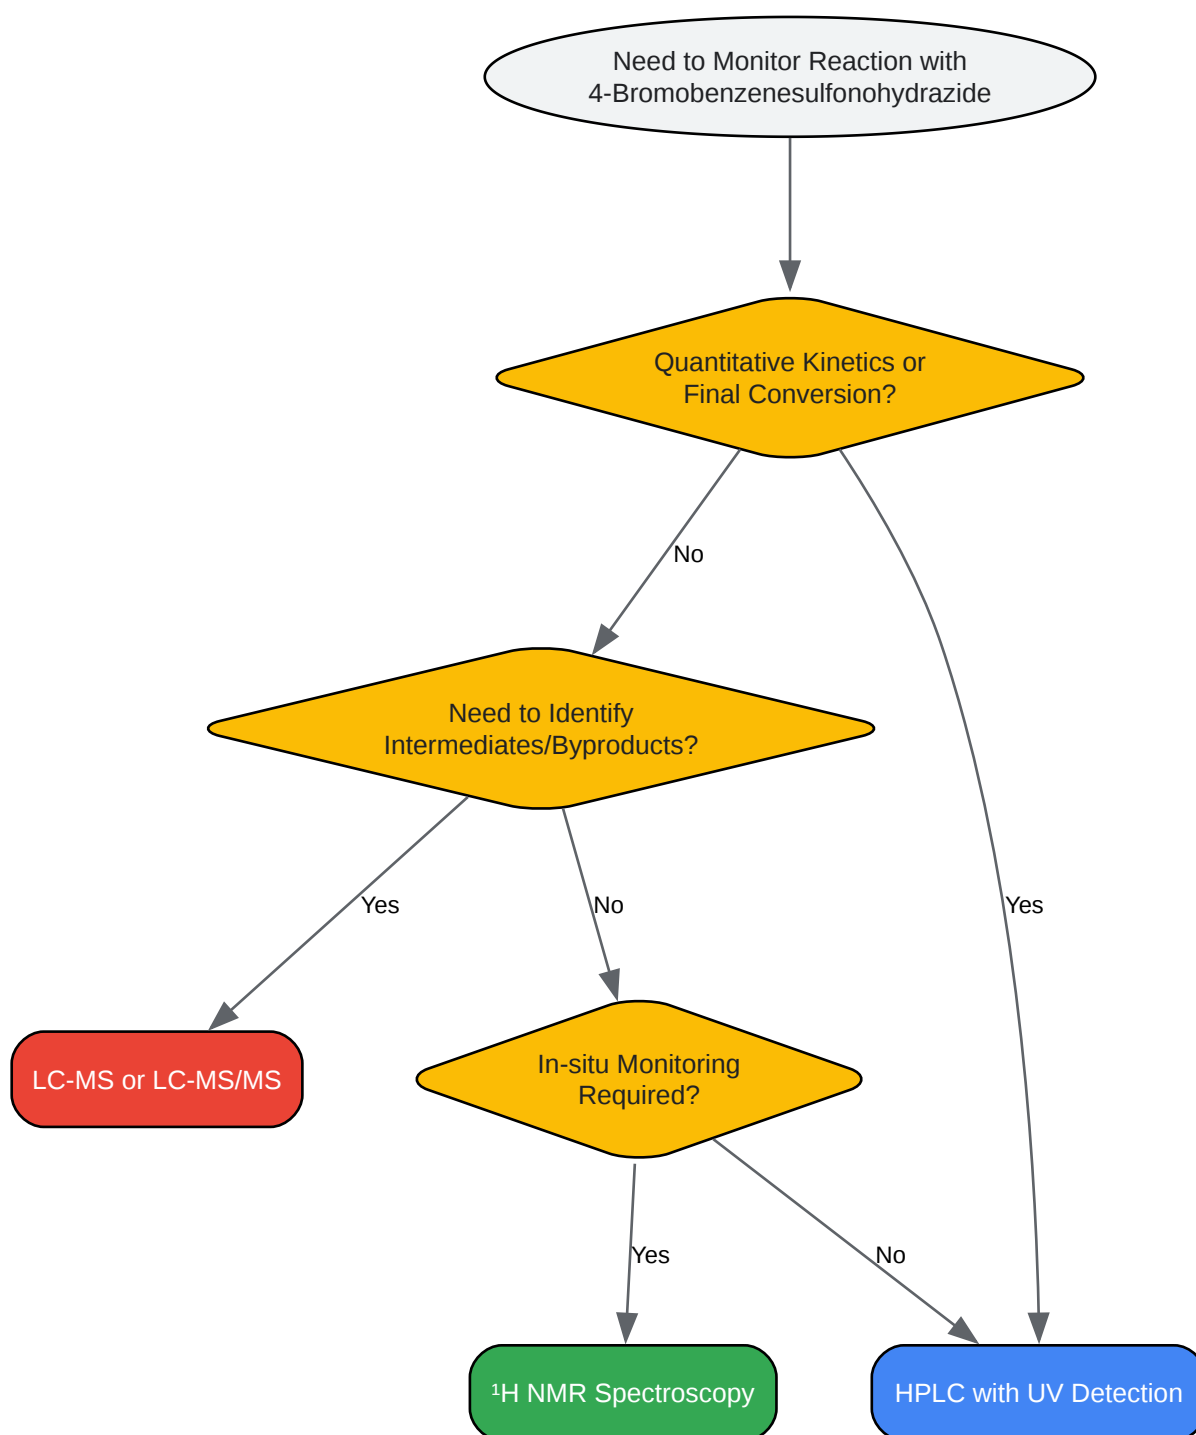 Need to Monitor Reaction with
4-Bromobenzenesulfonohydrazide
Quantitative Kinetics or
Final Conversion?
No
Need to Identify
Intermediates/Byproducts?
Yes
No
Yes
LC-MS or LC-MS/MS
In-situ Monitoring
Required?
Yes
No
¹H NMR Spectroscopy
HPLC with UV Detection